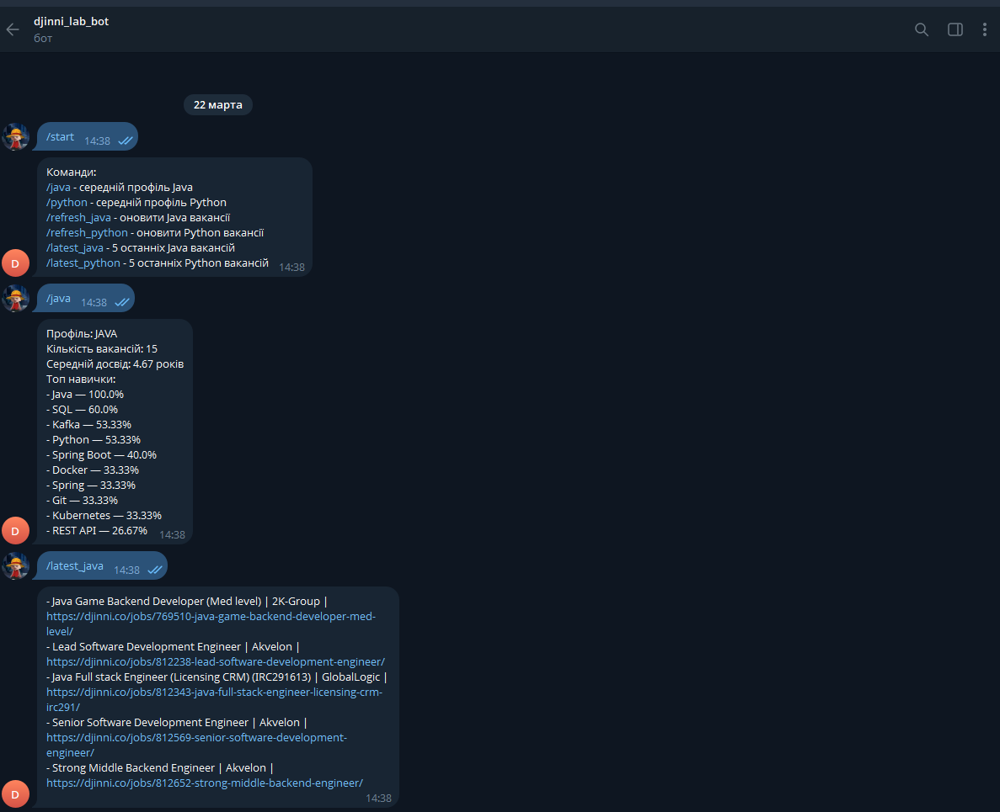 djinni_lab_bot
бот
22 марта
/start 14:38
Команди:
/java - середній профіль Java
/python - середній профіль Python
/refresh_java - оновити Java вакансії
/refresh_python - оновити Python вакансії
/latest_java - 5 останніх Java вакансій
/latest_python - 5 останніх Python вакансій 14:38
D
/java 14:38
Профіль: JAVA
Кількість вакансій: 15
Середній досвід: 4.67 років
Топ навички:
- Java — 100.0%
- SQL — 60.0%
- Kafka — 53.33%
- Python — 53.33%
- Spring Boot — 40.0%
- Docker — 33.33%
- Spring — 33.33%
- Git — 33.33%
- Kubernetes — 33.33%
- REST API — 26.67% 14:38
D
/latest_java 14:38
- Java Game Backend Developer (Med level) | 2K-Group |
https://djinni.co/jobs/769510-java-game-backend-developer-med-
level/
- Lead Software Development Engineer | Akvelon |
https://djinni.co/jobs/812238-lead-software-development-engineer/
- Java Full stack Engineer (Licensing CRM) (IRC291613) | GlobalLogic |
https://djinni.co/jobs/812343-java-full-stack-engineer-licensing-crm-
irc291/
- Senior Software Development Engineer | Akvelon |
https://djinni.co/jobs/812569-senior-software-development-
engineer/
- Strong Middle Backend Engineer | Akvelon |
https://djinni.co/jobs/812652-strong-middle-backend-engineer/
14:38
D